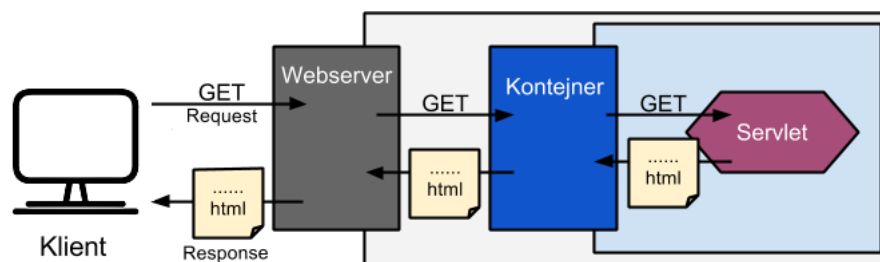 Webserver
Kontejner
GET
Request
GET
GET
Servlet
......
html
......
html
......
html
Klient
Response